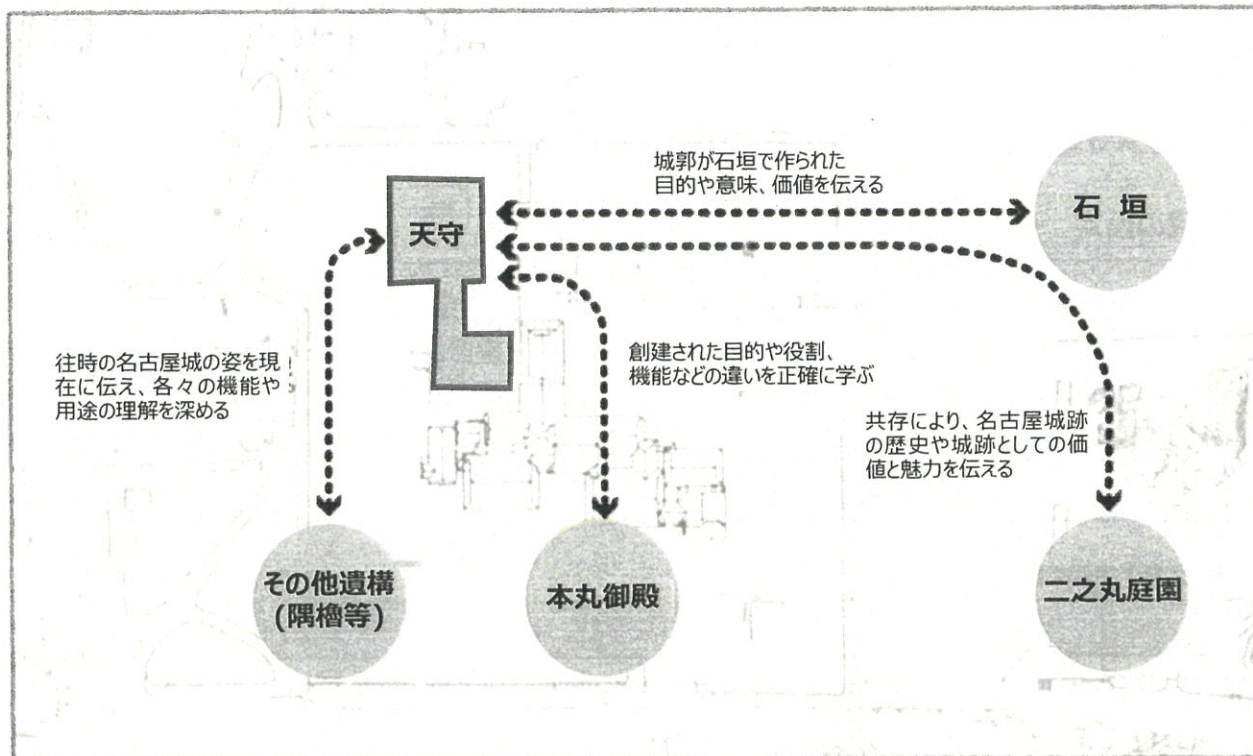 城郭が石垣で作られた
目的や意味、価値を伝える
石 垣
天守
往時の名古屋城の姿を現
在に伝え、各々の機能や
用途の理解を深める
創建された目的や役割、
機能などの違いを正確に学ぶ
共存により、名古屋城跡
の歴史や城跡としての価
値と魅力を伝える
その他遺構
(隅櫓等)
本丸御殿
二之丸庭園